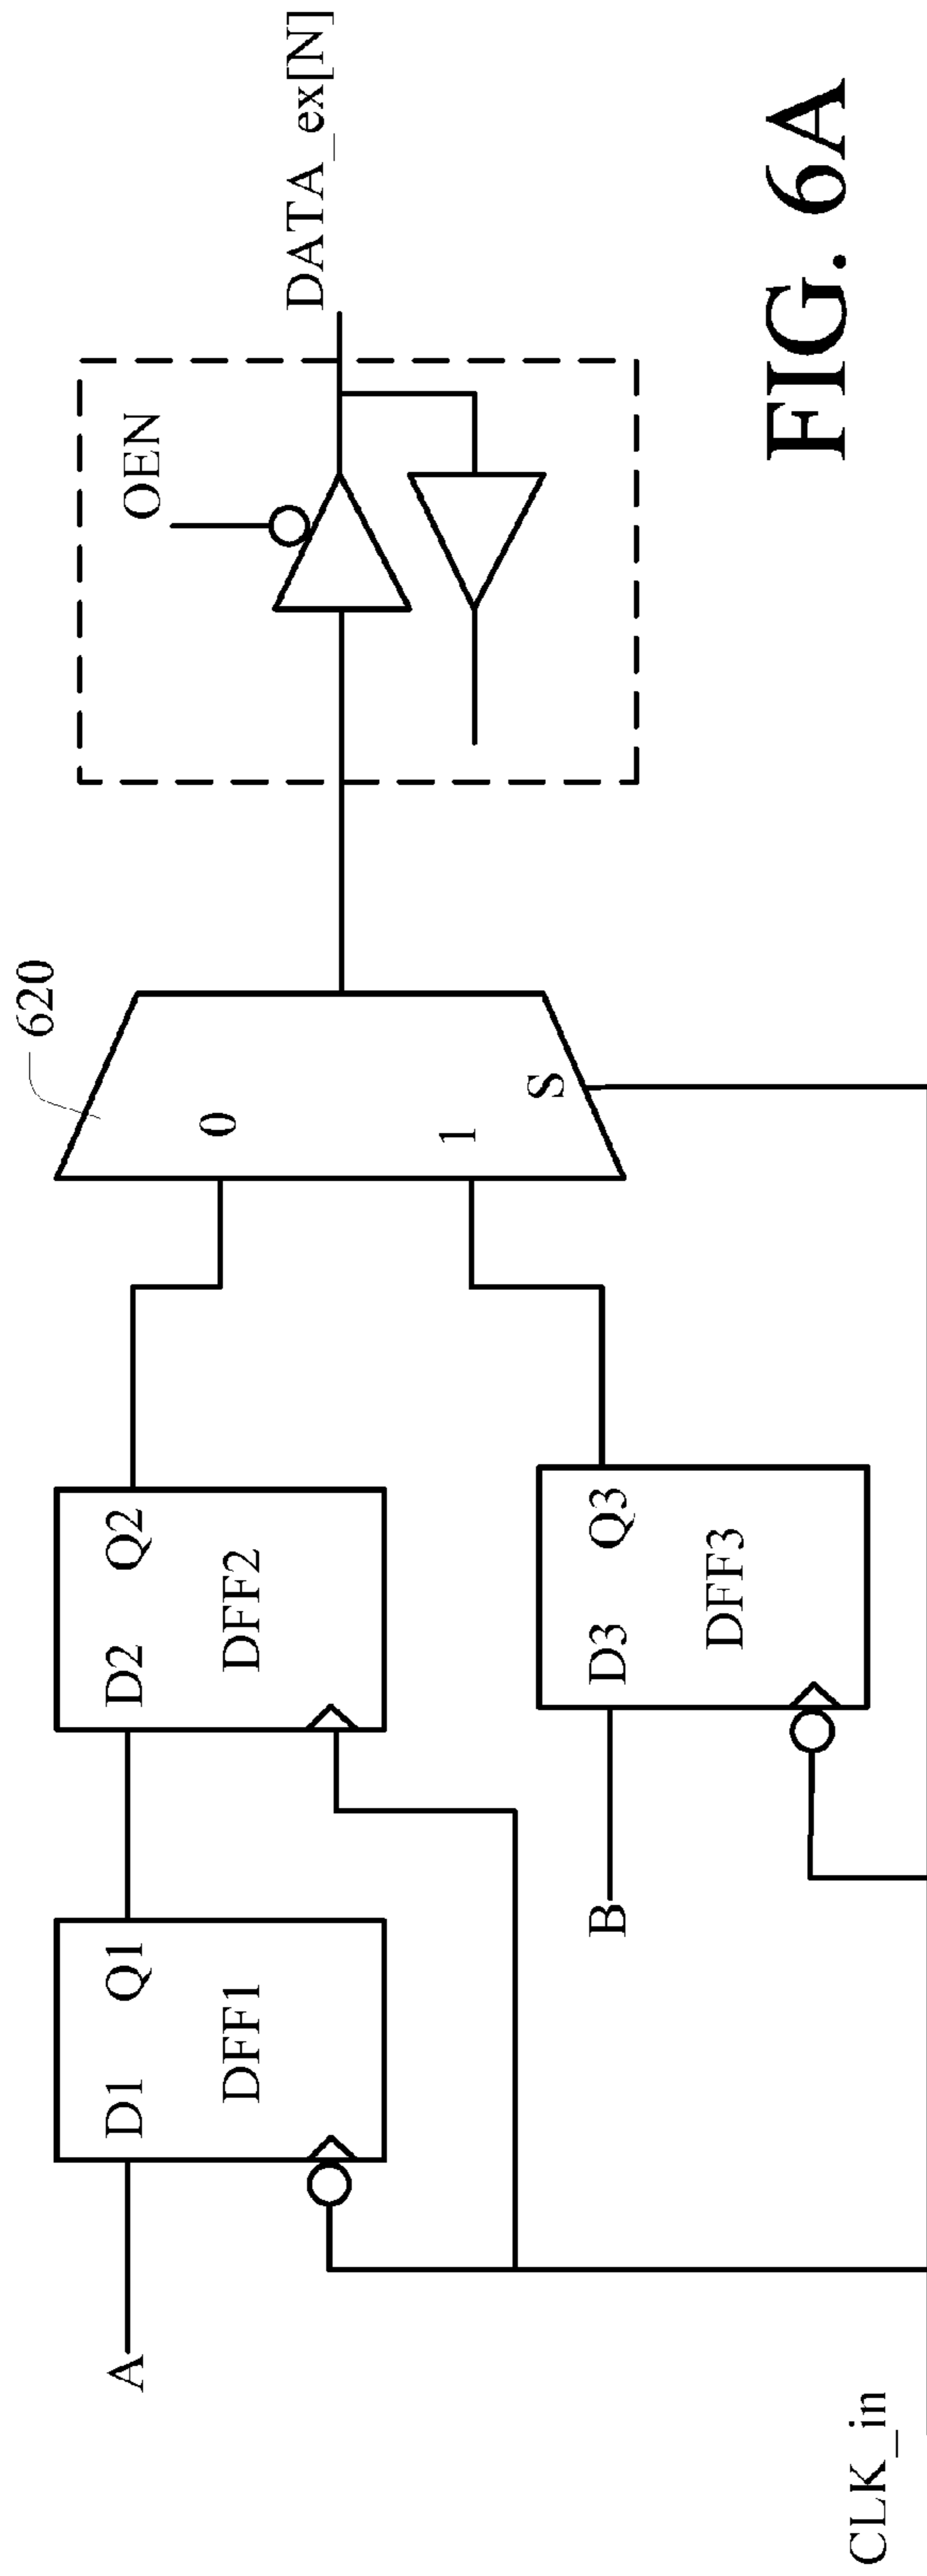 620
OEN
DATA_ex[N]
A
D1 Q1
DFF1
D2 Q2
DFF2
0
1
S
B
D3 Q3
DFF3
CLK_in
FIG. 6A